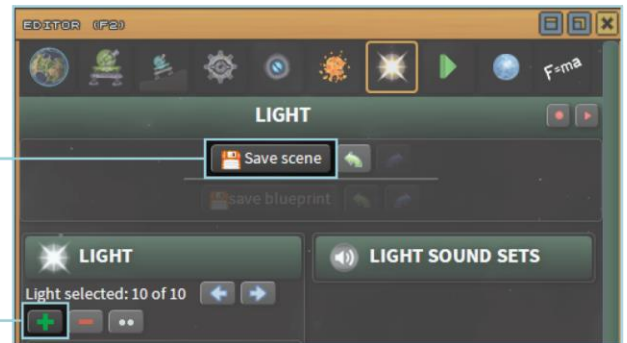 EDITOR (F2)
F=ma
LIGHT
Save scene
save blueprint
LIGHT
LIGHT SOUND SETS
Light selected: 10 of 10